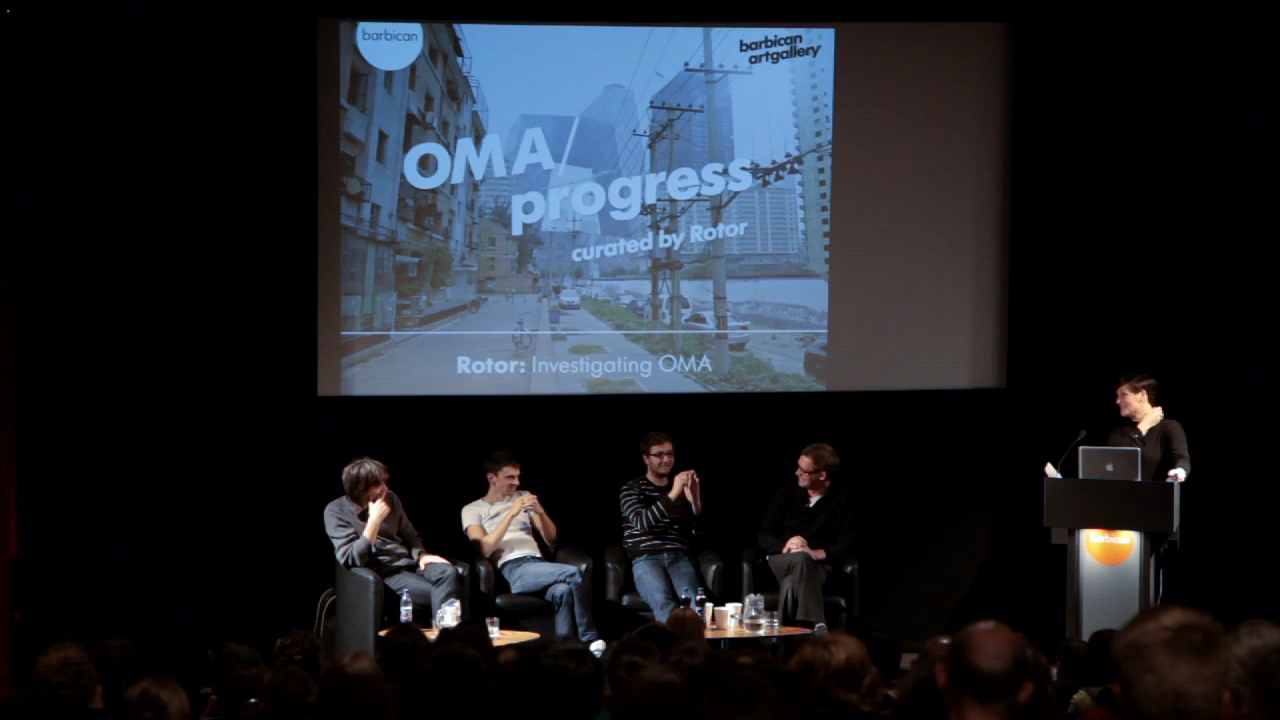 barbican
barbican
artgallery
OMA/
progress
curated by Rotor
Rotor: Investigating OMA
barbican